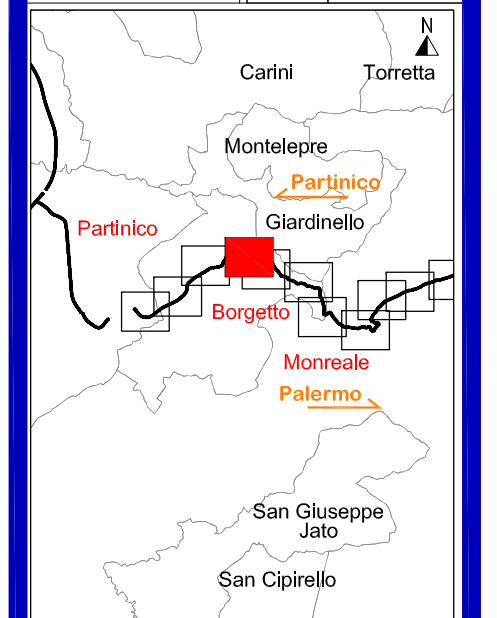 N
Carini
Torretta
Montelepre
Partinico
Partinico
Giardinello
Borgetto
Monreale
Palermo
San Giuseppe
Jato
San Cipirello